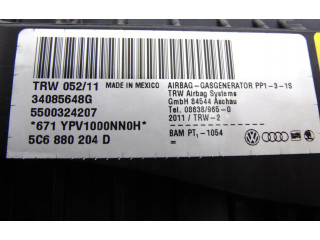 TRW 052/11 MADE IN MEXICO
34085648G
5500324207
*671 YPV1000NN0H*
5C6 880 204 D
AIRBAG-GASGENERATOR PP1-3-1S
TRW Airbag Systems
GmbH 84544 Aschau
Tel. 08638/965-0
2011 / TRW-2
BAM PT₁-1054